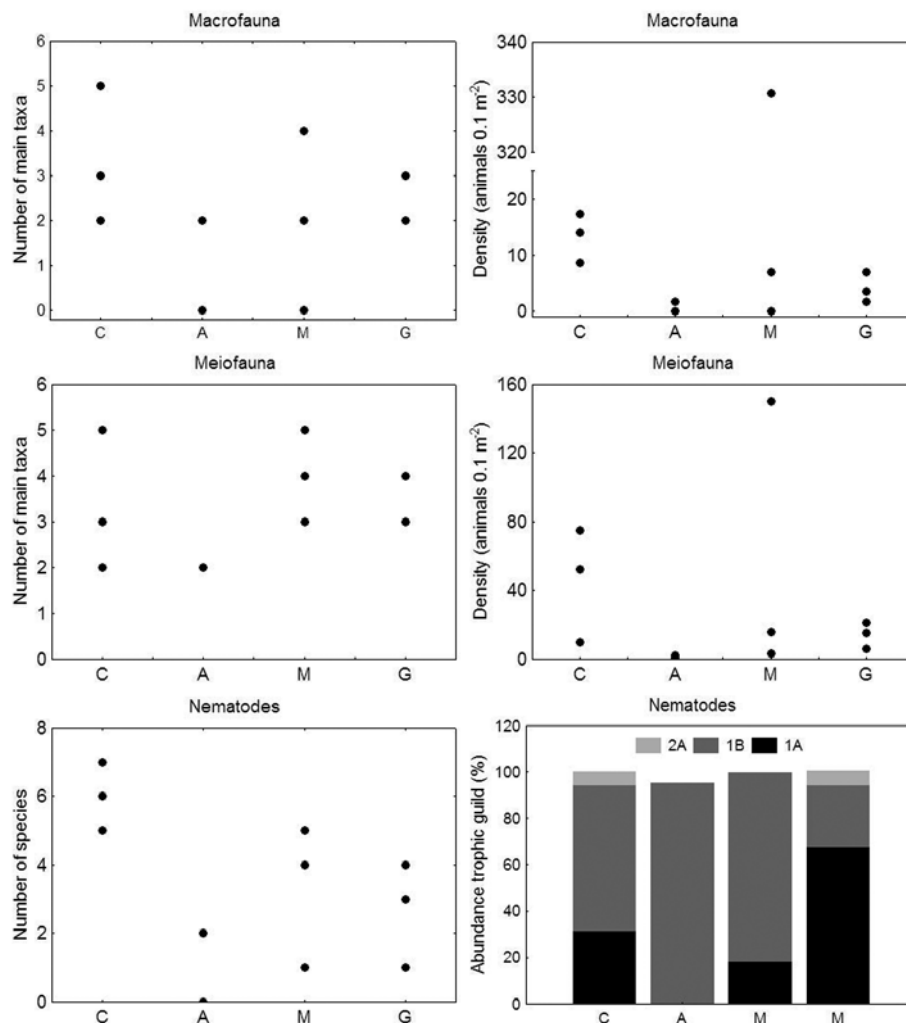 Macrofauna
Number of main taxa
6
5
4
3
2
1
0
C A M G
Macrofauna
Density (animals 0.1 m⁻²)
340
330
320
20
10
0
C A M G
Meiofauna
Number of main taxa
6
5
4
3
2
1
0
C A M G
Meiofauna
Density (animals 0.1 m⁻²)
160
120
80
40
0
C A M G
Nematodes
Number of species
8
6
4
2
0
C A M G
Nematodes
Abundance trophic guild (%)
120
100
80
60
40
20
0
2A 1B 1A
C A M M